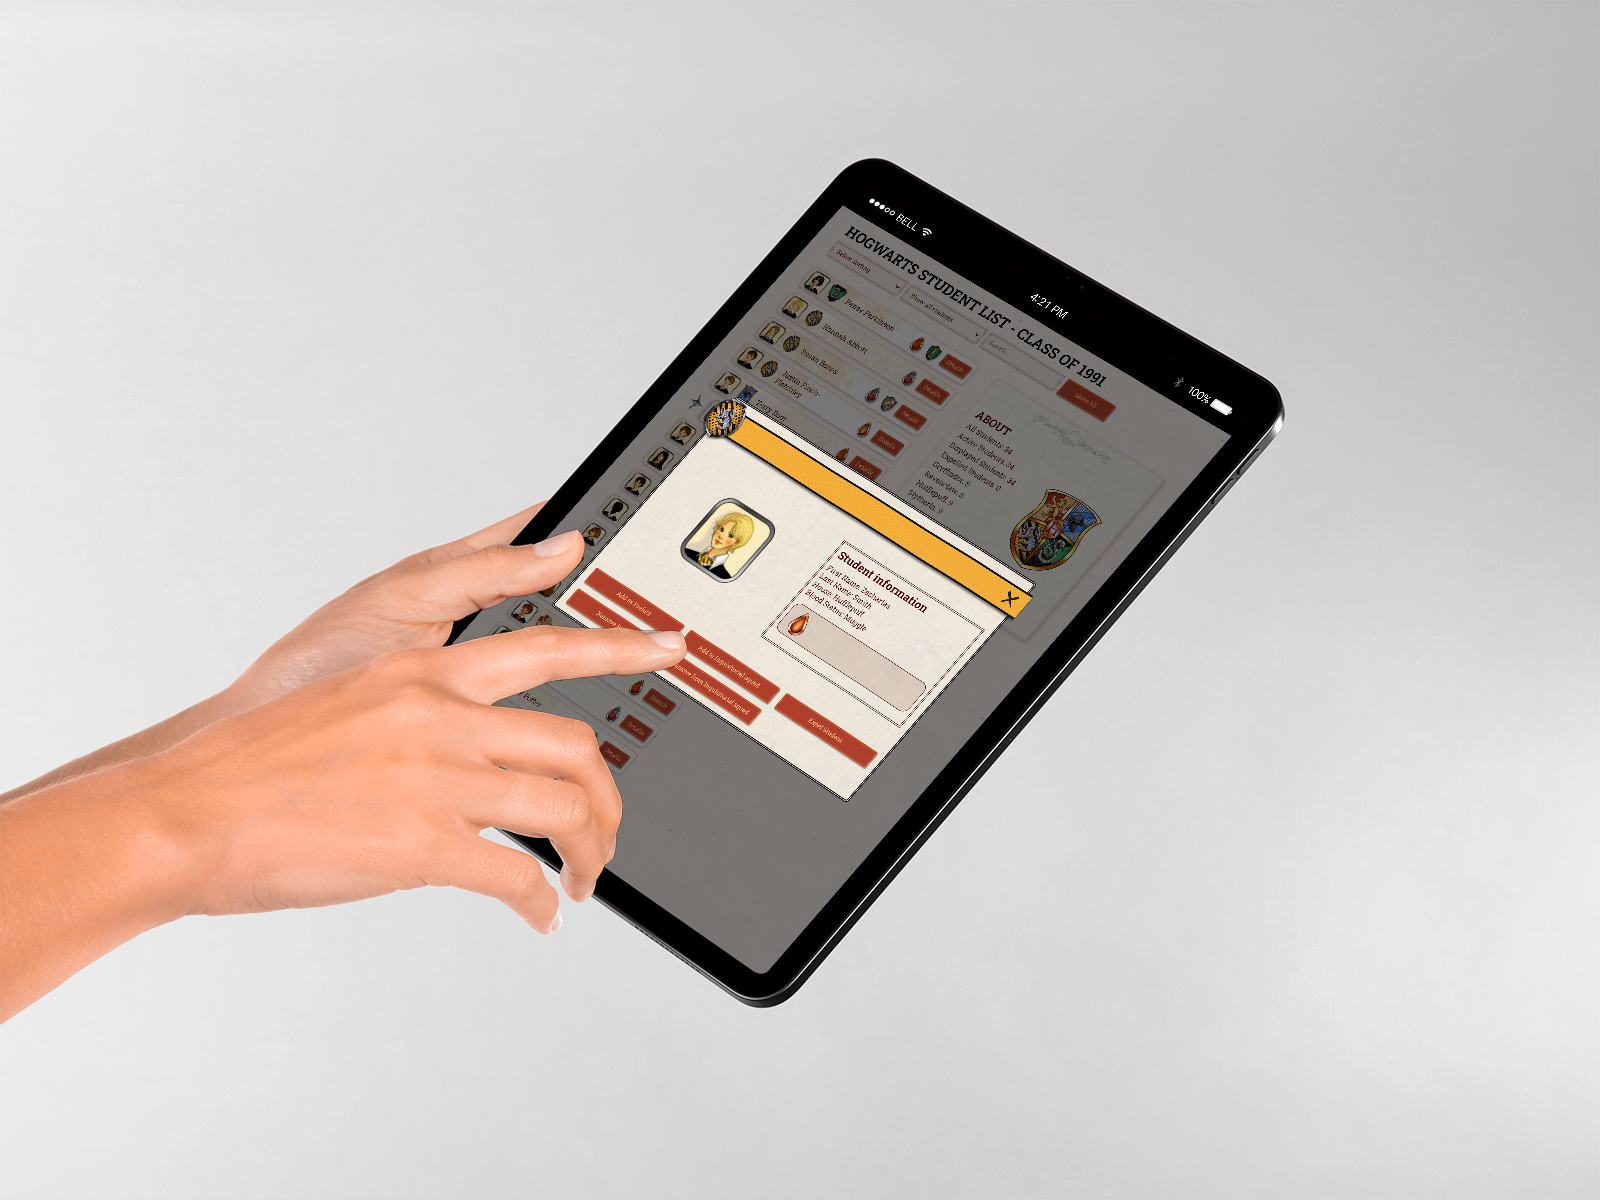 BELL
4:21 PM
100%
HOGWARTS STUDENT LIST - CLASS OF 1991
Select Sorting
Show all students
Search
Show all
Pansy Parkinson
Details
Hannah Abbott
Details
Susan Bones
Details
Justin Finch-
Fletchley
Details
Terry Boot
Details
ABOUT
All Students: 34
Active Students: 34
Displayed Students: 34
Expelled Students: 0
Gryffindor: 8
Ravenclaw: 8
Hufflepuff: 9
Slytherin: 9
Student information
First Name: Zacharias
Last Name: Smith
House: Hufflepuff
Blood Status: Muggle
Add as Prefect
Add to Inquisitorial squad
Expel Student
Remove
Remove from Inquisitorial squad
Potter
Details
Details
Details